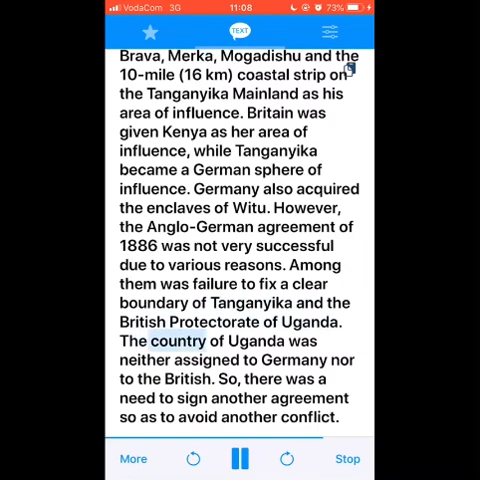 VodaCom 3G
11:08
73%
TEXT
Brava, Merka, Mogadishu and the
10-mile (16 km) coastal strip on
the Tanganyika Mainland as his
area of influence. Britain was
given Kenya as her area of
influence, while Tanganyika
became a German sphere of
influence. Germany also acquired
the enclaves of Witu. However,
the Anglo-German agreement of
1886 was not very successful
due to various reasons. Among
them was failure to fix a clear
boundary of Tanganyika and the
British Protectorate of Uganda.
The country of Uganda was
neither assigned to Germany nor
to the British. So, there was a
need to sign another agreement
so as to avoid another conflict.
More
Stop